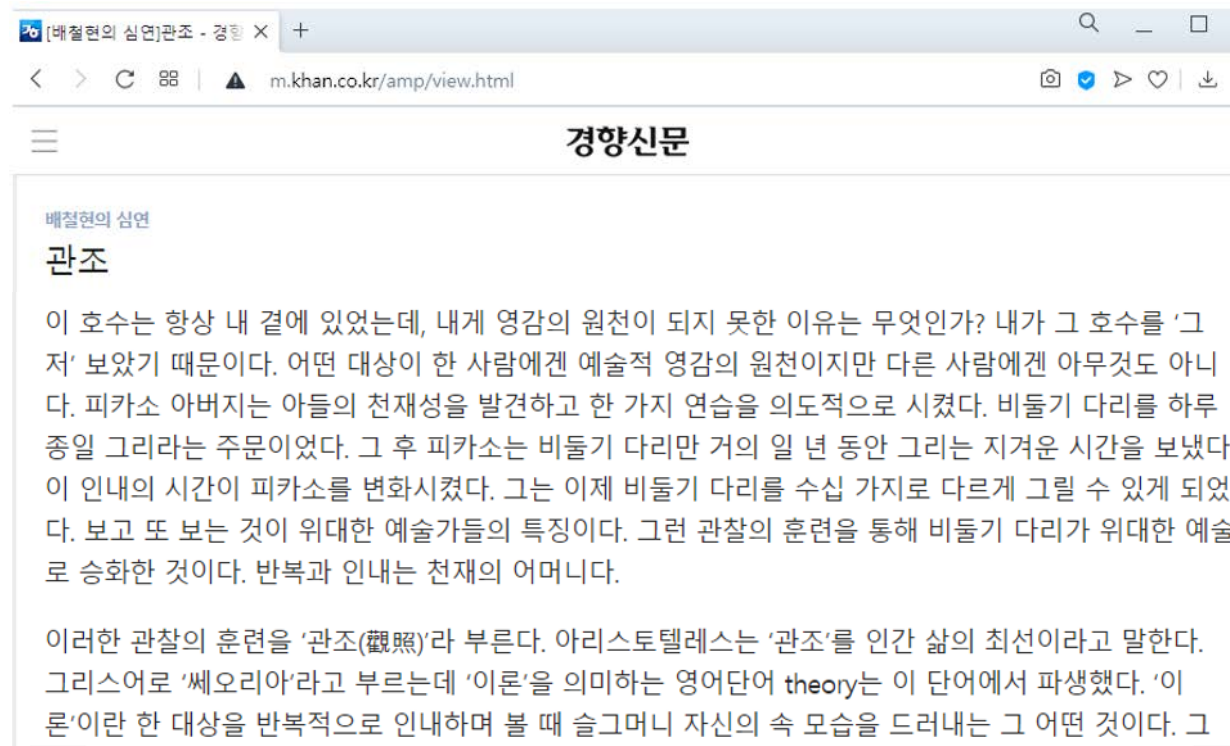 [배철현의 심연]관조 - 경향
m.khan.co.kr/amp/view.html
경향신문
배철현의 심연
관조
이 호수는 항상 내 곁에 있었는데, 내게 영감의 원천이 되지 못한 이유는 무엇인가? 내가 그 호수를 ‘그
저’ 보았기 때문이다. 어떤 대상이 한 사람에겐 예술적 영감의 원천이지만 다른 사람에겐 아무것도 아니
다. 피카소 아버지는 아들의 천재성을 발견하고 한 가지 연습을 의도적으로 시켰다. 비둘기 다리를 하루
종일 그리라는 주문이었다. 그 후 피카소는 비둘기 다리만 거의 일 년 동안 그리는 지겨운 시간을 보냈다
이 인내의 시간이 피카소를 변화시켰다. 그는 이제 비둘기 다리를 수십 가지로 다르게 그릴 수 있게 되었
다. 보고 또 보는 것이 위대한 예술가들의 특징이다. 그런 관찰의 훈련을 통해 비둘기 다리가 위대한 예술
로 승화한 것이다. 반복과 인내는 천재의 어머니다.
이러한 관찰의 훈련을 ‘관조(觀照)’라 부른다. 아리스토텔레스는 ‘관조’를 인간 삶의 최선이라고 말한다.
그리스어로 ‘쎄오리아’라고 부르는데 ‘이론’을 의미하는 영어단어 theory는 이 단어에서 파생했다. ‘이
론’이란 한 대상을 반복적으로 인내하며 볼 때 슬그머니 자신의 속 모습을 드러내는 그 어떤 것이다. 그